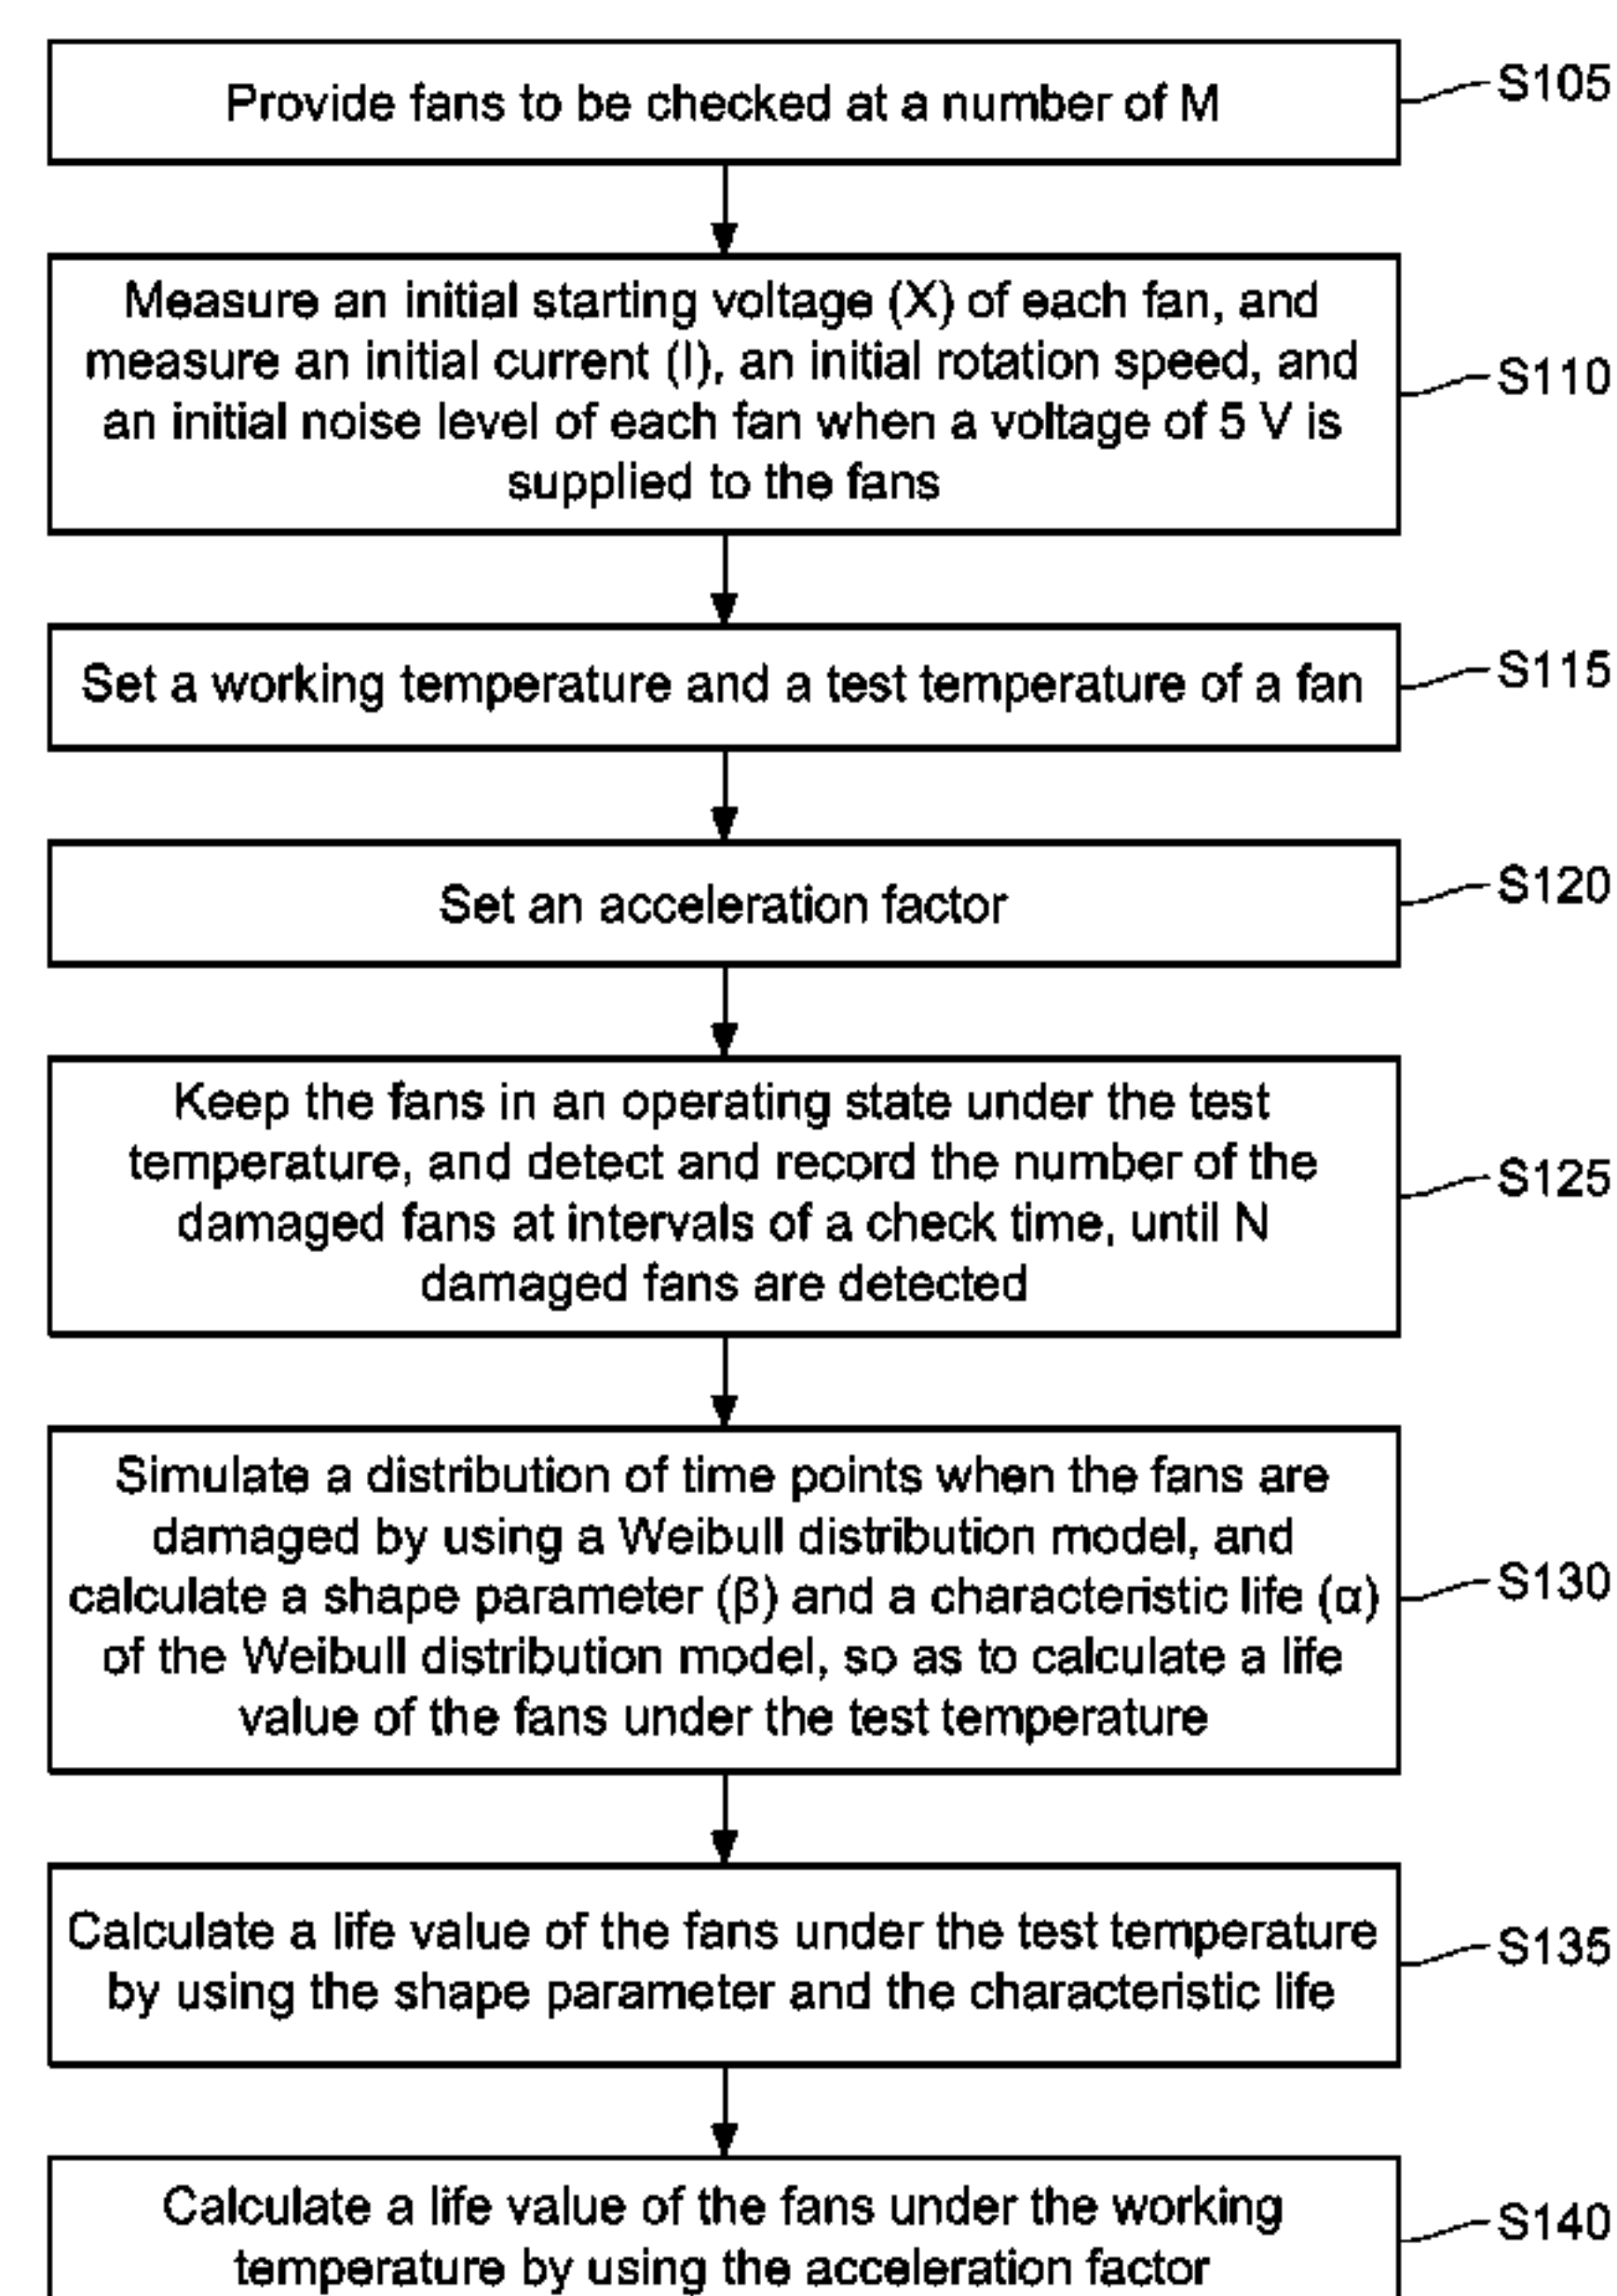 Provide fans to be checked at a number of M
S105
Measure an initial starting voltage (X) of each fan, and
measure an initial current (I), an initial rotation speed, and
an initial noise level of each fan when a voltage of 5 V is
supplied to the fans
S110
Set a working temperature and a test temperature of a fan
S115
Set an acceleration factor
S120
Keep the fans in an operating state under the test
temperature, and detect and record the number of the
damaged fans at intervals of a check time, until N
damaged fans are detected
S125
Simulate a distribution of time points when the fans are
damaged by using a Weibull distribution model, and
calculate a shape parameter (β) and a characteristic life (α)
of the Weibull distribution model, so as to calculate a life
value of the fans under the test temperature
S130
Calculate a life value of the fans under the test temperature
by using the shape parameter and the characteristic life
S135
Calculate a life value of the fans under the working
temperature by using the acceleration factor
S140